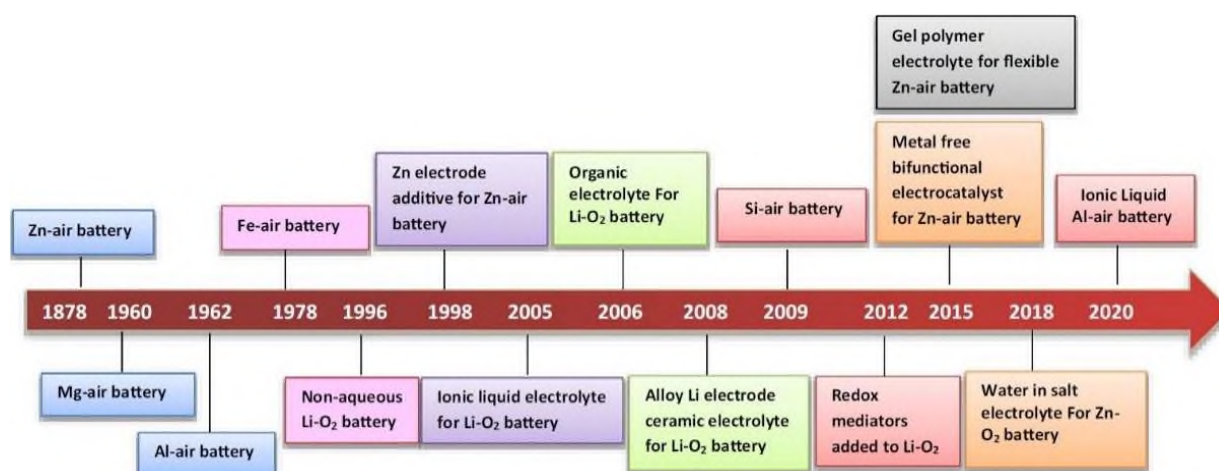 Gel polymer
electrolyte for flexible
Zn-air battery
Zn electrode
additive for Zn-air
battery
Organic
electrolyte For
Li-O₂ battery
Metal free
bifunctional
electrocatalyst
for Zn-air battery
Zn-air battery
Fe-air battery
Si-air battery
Ionic Liquid
Al-air battery
1878 1960 1962 1978 1996 1998 2005 2006 2008 2009 2012 2015 2018 2020
Mg-air battery
Al-air battery
Non-aqueous
Li-O₂ battery
Ionic liquid electrolyte
for Li-O₂ battery
Alloy Li electrode
ceramic electrolyte
for Li-O₂ battery
Redox
mediators
added to Li-O₂
Water in salt
electrolyte For Zn-
O₂ battery